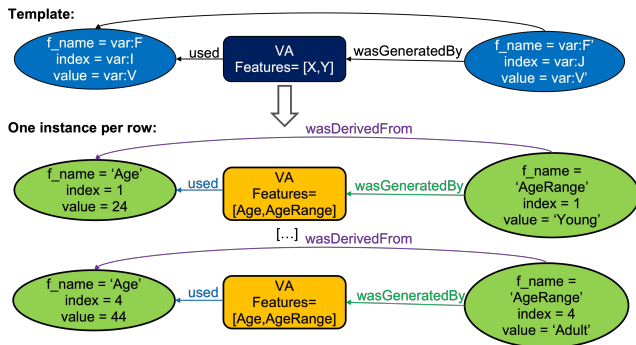 Template:
f_name = var:F
index = var:I
value = var:V
used
VA
Features= [X,Y]
wasGeneratedBy
f_name = var:F’
index = var:J
value = var:V’
One instance per row:
wasDerivedFrom
f_name = ‘Age’
index = 1
value = 24
used
VA
Features=
[Age,AgeRange]
wasGeneratedBy
f_name =
‘AgeRange’
index = 1
value = ‘Young’
[...]
wasDerivedFrom
f_name = ‘Age’
index = 4
value = 44
used
VA
Features=
[Age,AgeRange]
wasGeneratedBy
f_name =
‘AgeRange’
index = 4
value = ‘Adult’